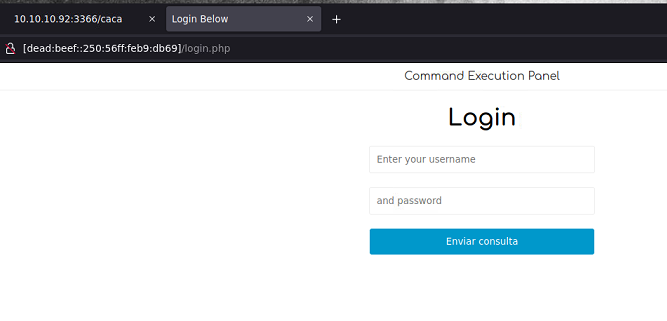 10.10.10.92:3366/caca
Login Below
[dead:beef::250:56ff:feb9:db69]/login.php
Command Execution Panel
Login
Enter your username
and password
Enviar consulta